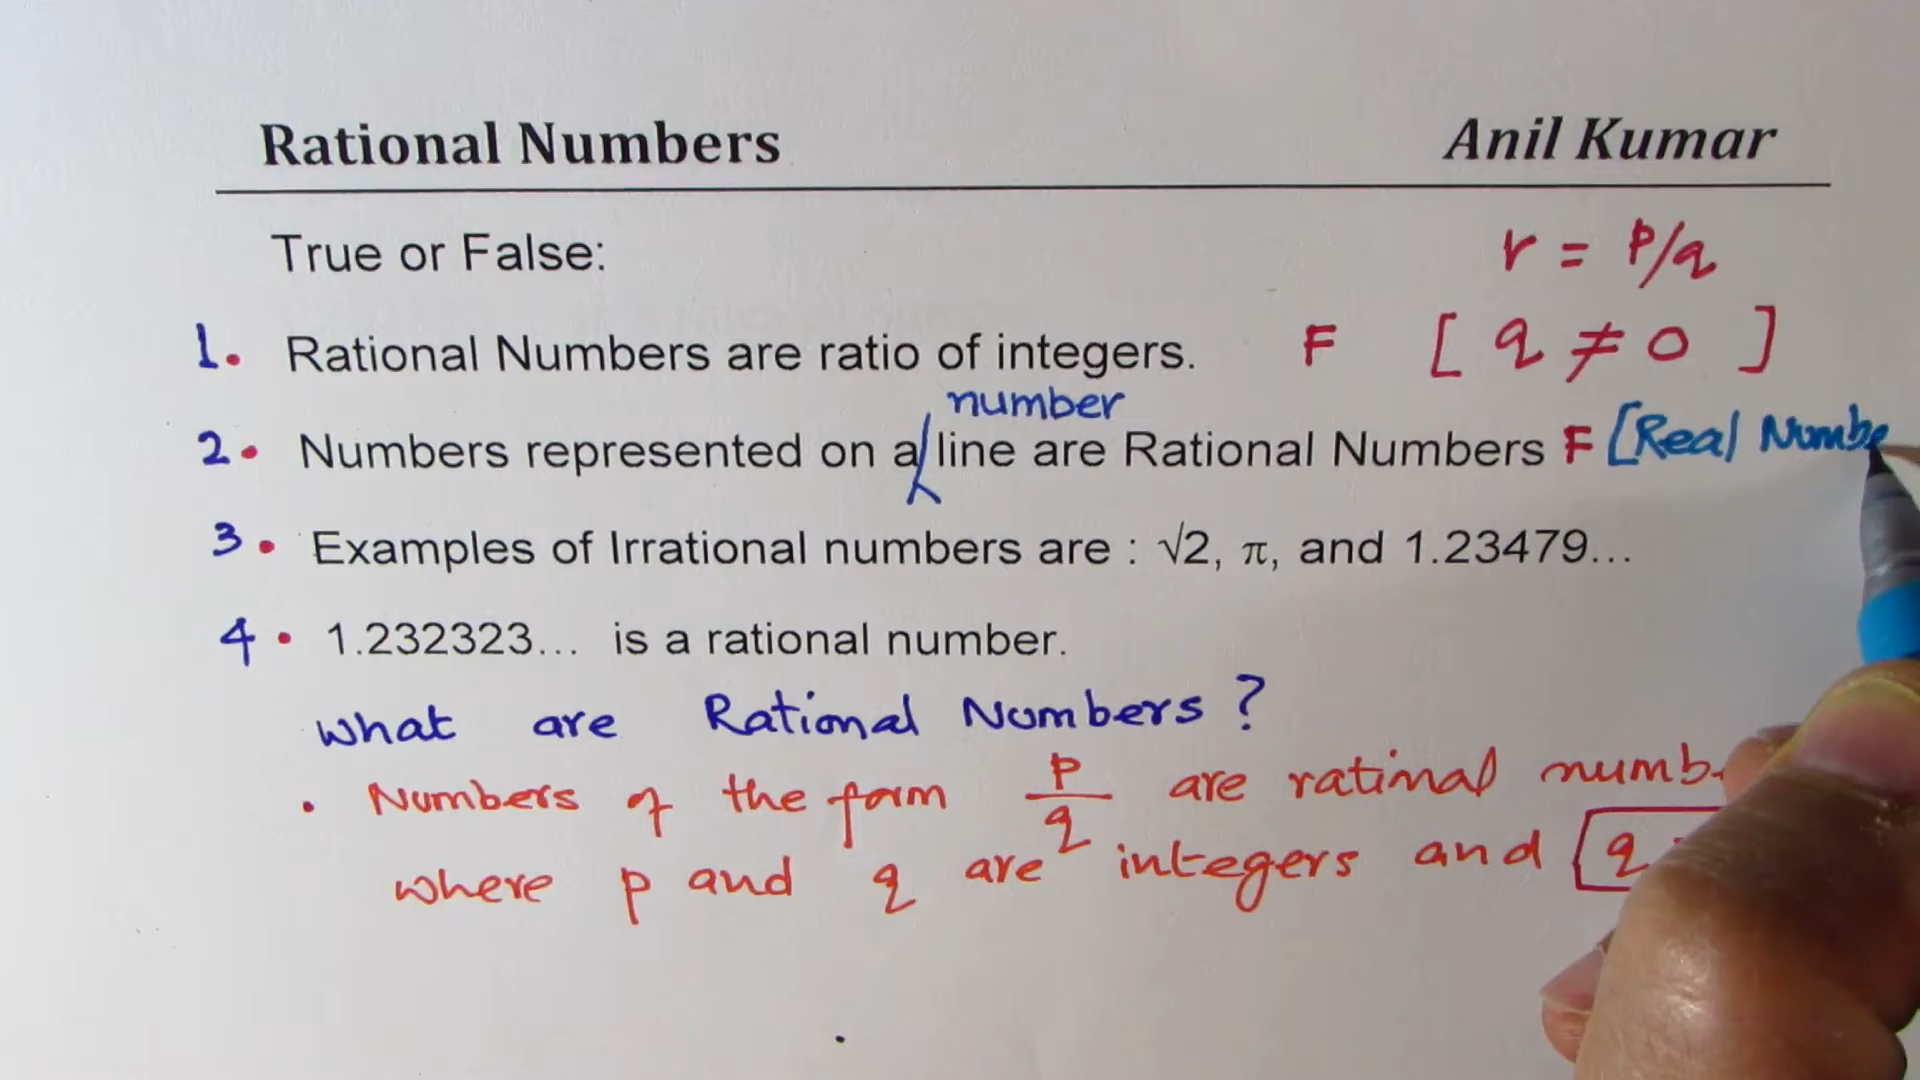 Rational Numbers Anil Kumar
True or False: r = p/q
1. Rational Numbers are ratio of integers. F [ q ≠ 0 ]
number
2. Numbers represented on a line are Rational Numbers F [Real Numbe
3. Examples of Irrational numbers are : √2, π, and 1.23479...
4. 1.232323... is a rational number.
What are Rational Numbers ?
• Numbers of the form p/q are rational numb
where p and q are integers and q